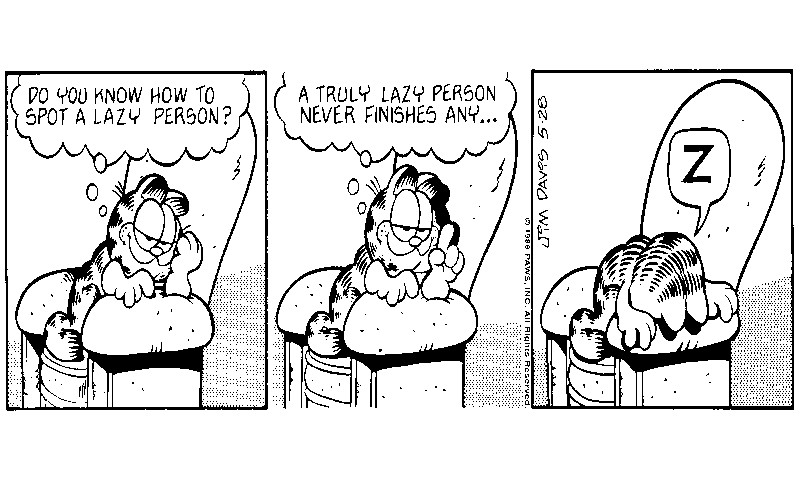 DO YOU KNOW HOW TO
SPOT A LAZY PERSON?
A TRULY LAZY PERSON
NEVER FINISHES ANY...
© 1986 PAWS, INC. All Rights Reserved
JIM DAVIS 5-28
Z